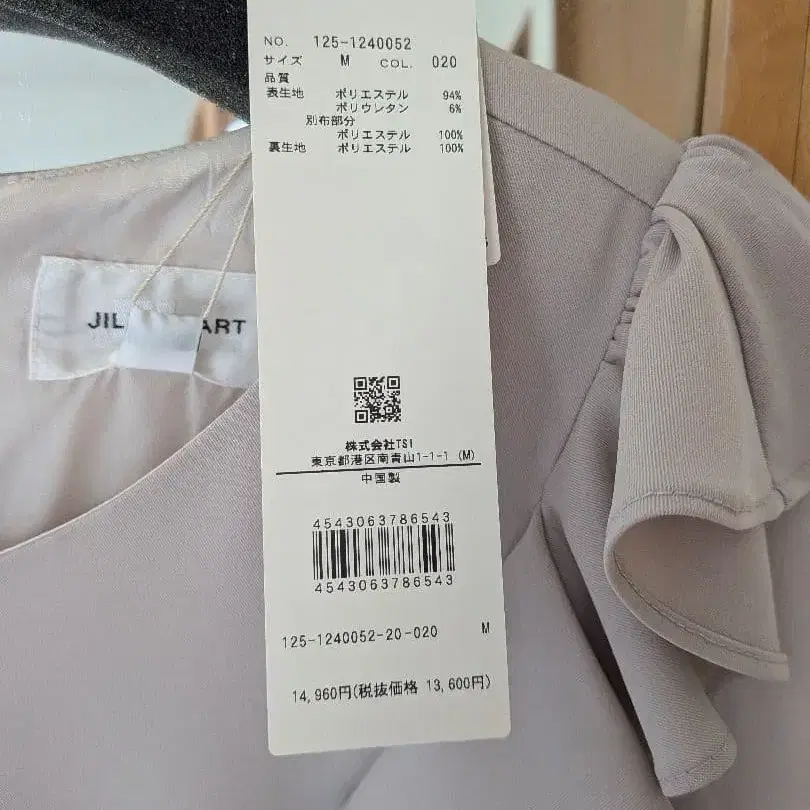 NO. 125-1240052
サイズ M COL. 020
品質
表生地 ポリエステル 94%
ポリウレタン 6%
別布部分
ポリエステル 100%
裏生地 ポリエステル 100%
JIL ART
株式会社TSI
東京都港区南青山1-1-1 (M)
中国製
4543063786543
4543063786543
125-1240052-20-020 M
14,960円(税抜価格 13,600円)